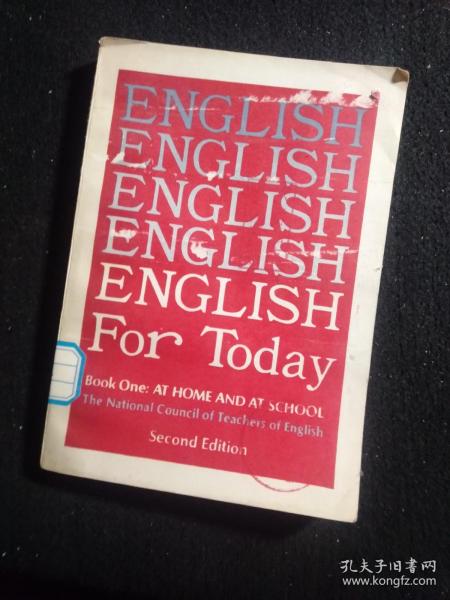 ENGLISH
ENGLISH
ENGLISH
ENGLISH
ENGLISH
For Today
Book One: AT HOME AND AT SCHOOL
The National Council of Teachers of English
Second Edition
孔夫子旧书网
www.kongfz.com